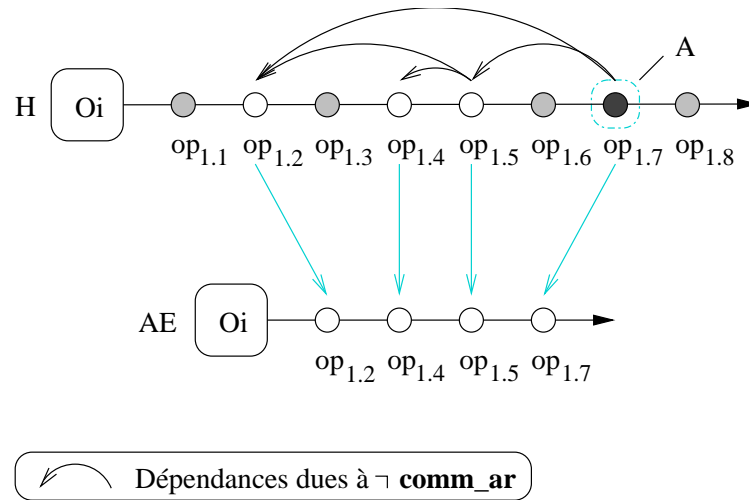 A
H Oi
op1.1 op1.2 op1.3 op1.4 op1.5 op1.6 op1.7 op1.8
AE Oi
op1.2 op1.4 op1.5 op1.7
Dépendances dues à ¬ comm_ar